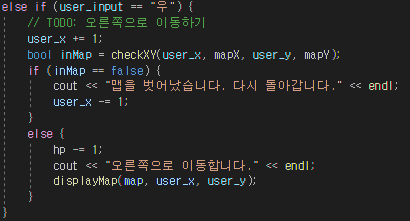 else if (user_input == "우") {
// TODO: 오른쪽으로 이동하기
user_x += 1;
bool inMap = checkXY(user_x, mapX, user_y, mapY);
if (inMap == false) {
cout << "맵을 벗어났습니다. 다시 돌아갑니다." << endl;
user_x -= 1;
}
else {
hp -= 1;
cout << "오른쪽으로 이동합니다." << endl;
displayMap(map, user_x, user_y);
}
}